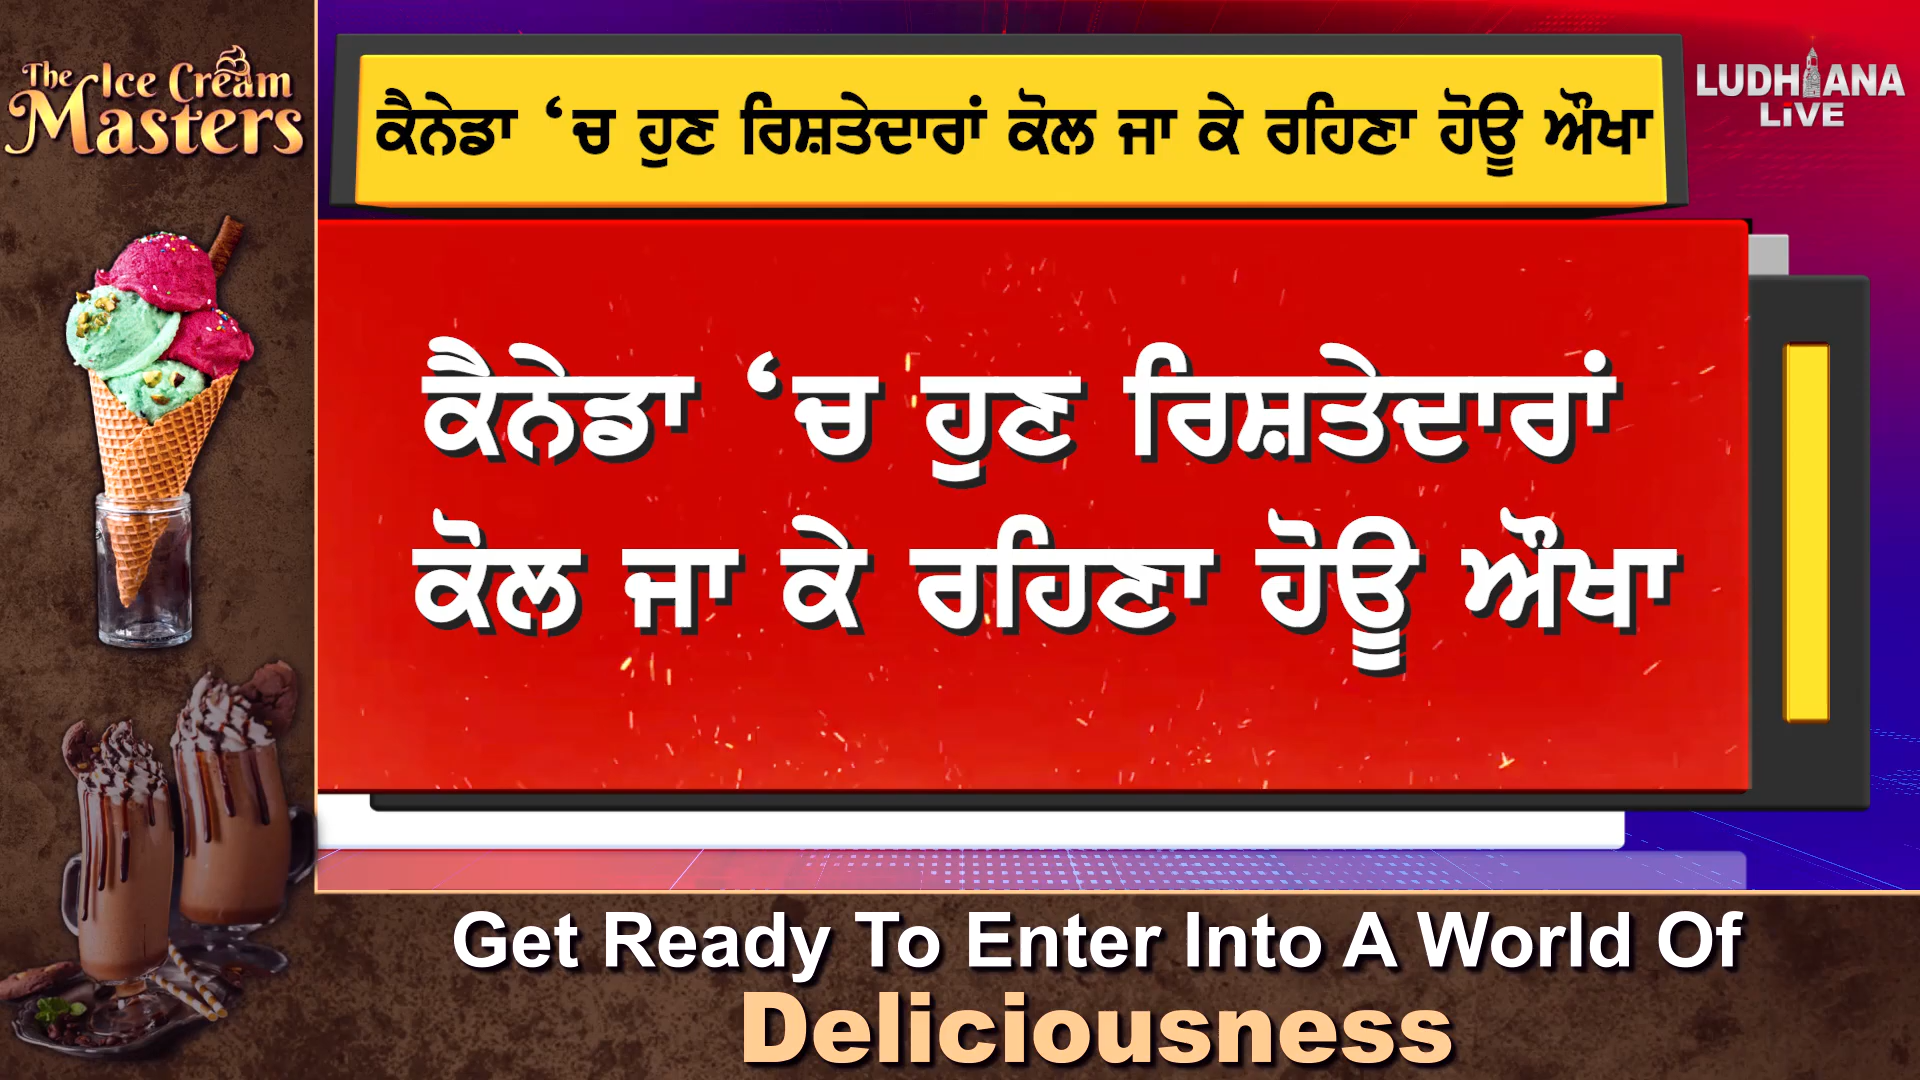 The Ice Cream
Masters
ਕੈਨੇਡਾ ‘ਚ ਹੁਣ ਰਿਸ਼ਤੇਦਾਰਾਂ ਕੋਲ ਜਾ ਕੇ ਰਹਿਣਾ ਹੋਊ ਔਖਾ
LUDHIANA
LiVE
ਕੈਨੇਡਾ ‘ਚ ਹੁਣ ਰਿਸ਼ਤੇਦਾਰਾਂ
ਕੋਲ ਜਾ ਕੇ ਰਹਿਣਾ ਹੋਊ ਔਖਾ
Get Ready To Enter Into A World Of
Deliciousness